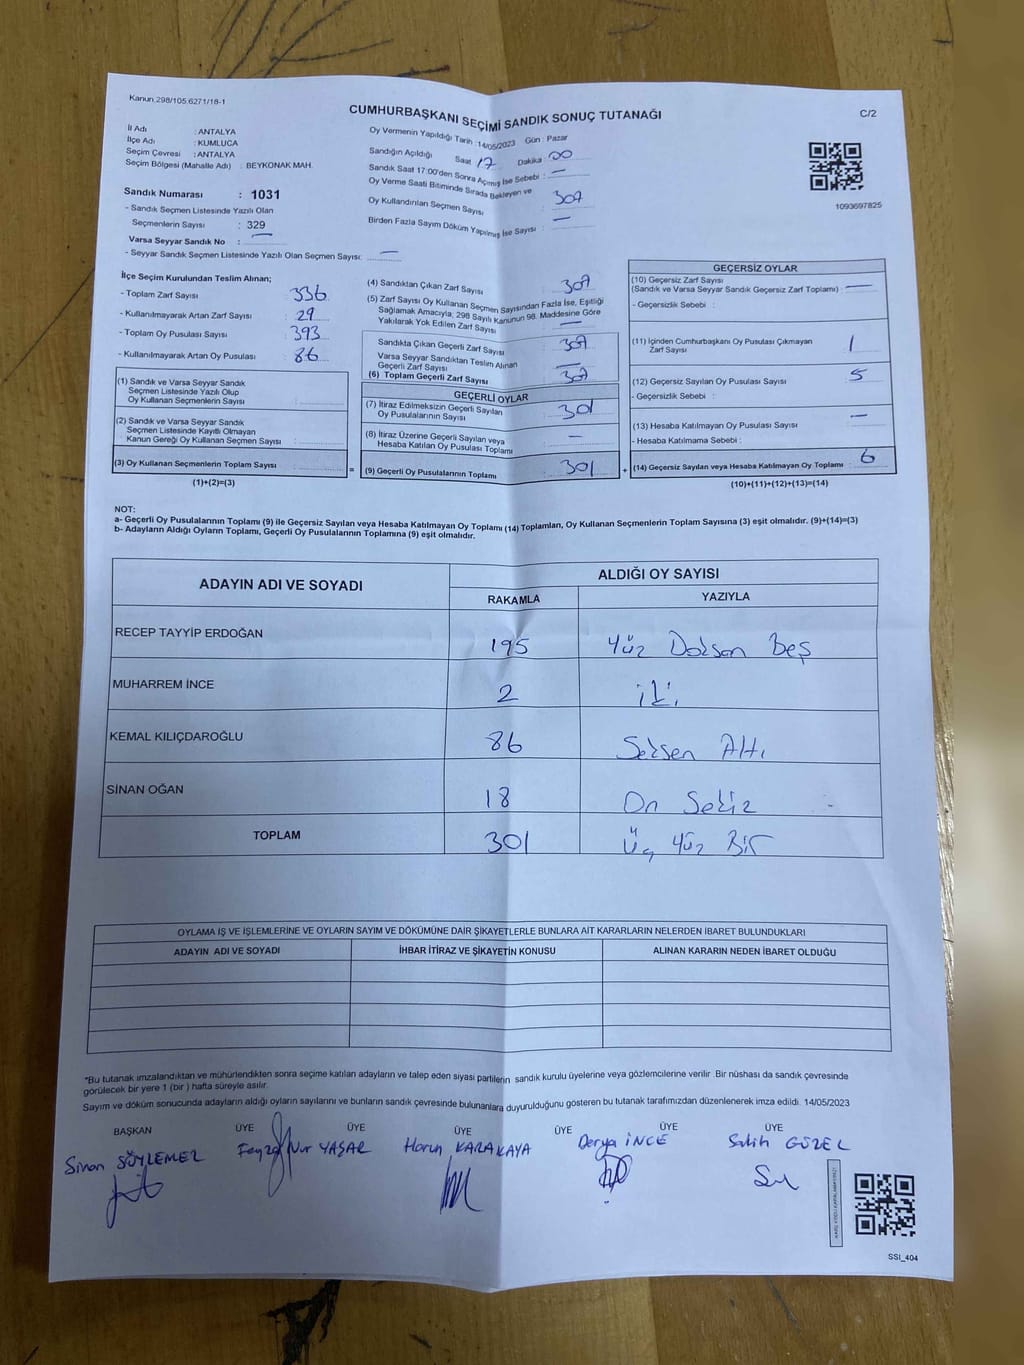 Kanun.298/105.6271/18-1
CUMHURBAŞKANI SEÇİMİ SANDIK SONUÇ TUTANAĞI
C/2
İl Adı : ANTALYA
İlçe Adı : KUMLUCA
Seçim Çevresi : ANTALYA
Seçim Bölgesi (Mahalle Adı) : BEYKONAK MAH.
Sandık Numarası : 1031
- Sandık Seçmen Listesinde Yazılı Olan
Seçmenlerin Sayısı : 329
Varsa Seyyar Sandık No : —
- Seyyar Sandık Seçmen Listesinde Yazılı Olan Seçmen Sayısı: —
Oy Vermenin Yapıldığı Tarih : 14/05/2023 Gün : Pazar
Sandığın Açıldığı Saat 17 Dakika : 00
Sandık Saat 17:00'den Sonra Açılmış İse Sebebi : —
Oy Verme Saati Bitiminde Sırada Bekleyen ve
Oy Kullandırılan Seçmen Sayısı 307
Birden Fazla Sayım Döküm Yapılmış İse Sayısı : —
1093697825
İlçe Seçim Kurulundan Teslim Alınan;
- Toplam Zarf Sayısı : 336
- Kullanılmayarak Artan Zarf Sayısı : 29
- Toplam Oy Pusulası Sayısı : 393
- Kullanılmayarak Artan Oy Pusulası : 86
(1) Sandık ve Varsa Seyyar Sandık
Seçmen Listesinde Yazılı Olup
Oy Kullanan Seçmenlerin Sayısı :
(2) Sandık ve Varsa Seyyar Sandık
Seçmen Listesinde Kayıtlı Olmayan
Kanun Gereği Oy Kullanan Seçmen Sayısı :
(3) Oy Kullanan Seçmenlerin Toplam Sayısı :
=
(1)+(2)=(3)
(4) Sandıktan Çıkan Zarf Sayısı : 307
(5) Zarf Sayısı Oy Kullanan Seçmen Sayısından Fazla İse, Eşitliği
Sağlamak Amacıyla, 298 Sayılı Kanunun 98. Maddesine Göre
Yakılarak Yok Edilen Zarf Sayısı : —
Sandıkta Çıkan Geçerli Zarf Sayısı : 307
Varsa Seyyar Sandıktan Teslim Alınan
Geçerli Zarf Sayısı : —
(6) Toplam Geçerli Zarf Sayısı : 307
GEÇERLİ OYLAR
(7) İtiraz Edilmeksizin Geçerli Sayılan
Oy Pusulalarının Sayısı : 301
(8) İtiraz Üzerine Geçerli Sayılan veya
Hesaba Katılan Oy Pusulası Toplamı : —
(9) Geçerli Oy Pusulalarının Toplamı : 301
+
GEÇERSİZ OYLAR
(10) Geçersiz Zarf Sayısı
(Sandık ve Varsa Seyyar Sandık Geçersiz Zarf Toplamı) : —
- Geçersizlik Sebebi :
(11) İçinden Cumhurbaşkanı Oy Pusulası Çıkmayan
Zarf Sayısı : 1
(12) Geçersiz Sayılan Oy Pusulası Sayısı : 5
- Geçersizlik Sebebi :
(13) Hesaba Katılmayan Oy Pusulası Sayısı : —
- Hesaba Katılmama Sebebi :
(14) Geçersiz Sayılan veya Hesaba Katılmayan Oy Toplamı : 6
(10)+(11)+(12)+(13)=(14)
NOT:
a- Geçerli Oy Pusulalarının Toplamı (9) ile Geçersiz Sayılan veya Hesaba Katılmayan Oy Toplamı (14) Toplamları, Oy Kullanan Seçmenlerin Toplam Sayısına (3) eşit olmalıdır. (9)+(14)=(3)
b- Adayların Aldığı Oyların Toplamı, Geçerli Oy Pusulalarının Toplamına (9) eşit olmalıdır.
ADAYIN ADI VE SOYADI
ALDIĞI OY SAYISI
RAKAMLA
YAZIYLA
RECEP TAYYİP ERDOĞAN 195 Yüz Doksan Beş
MUHARREM İNCE 2 iki
KEMAL KILIÇDAROĞLU 86 Seksen Altı
SİNAN OĞAN 18 On Sekiz
TOPLAM 301 Üç Yüz Bir
OYLAMA İŞ VE İŞLEMLERİNE VE OYLARIN SAYIM VE DÖKÜMÜNE DAİR ŞİKAYETLERLE BUNLARA AİT KARARLARIN NELERDEN İBARET BULUNDUKLARI
ADAYIN ADI VE SOYADI
İHBAR İTİRAZ VE ŞİKAYETİN KONUSU
ALINAN KARARIN NEDEN İBARET OLDUĞU
*Bu tutanak imzalandıktan ve mühürlendikten sonra seçime katılan adayların ve talep eden siyasi partilerin sandık kurulu üyelerine veya gözlemcilerine verilir. Bir nüshası da sandık çevresinde
görülecek bir yere 1 (bir) hafta süreyle asılır.
Sayım ve döküm sonucunda adayların aldığı oyların sayılarını ve bunların sandık çevresinde bulunanlara duyurulduğunu gösteren bu tutanak tarafımızdan düzenlenerek imza edildi. 14/05/2023
BAŞKAN ÜYE ÜYE ÜYE ÜYE ÜYE
Sinan SÖYLEMEZ Feyza Nur YAŞAR Harun KARAKAYA Derya İNCE Salih GÜZEL
SSI_404